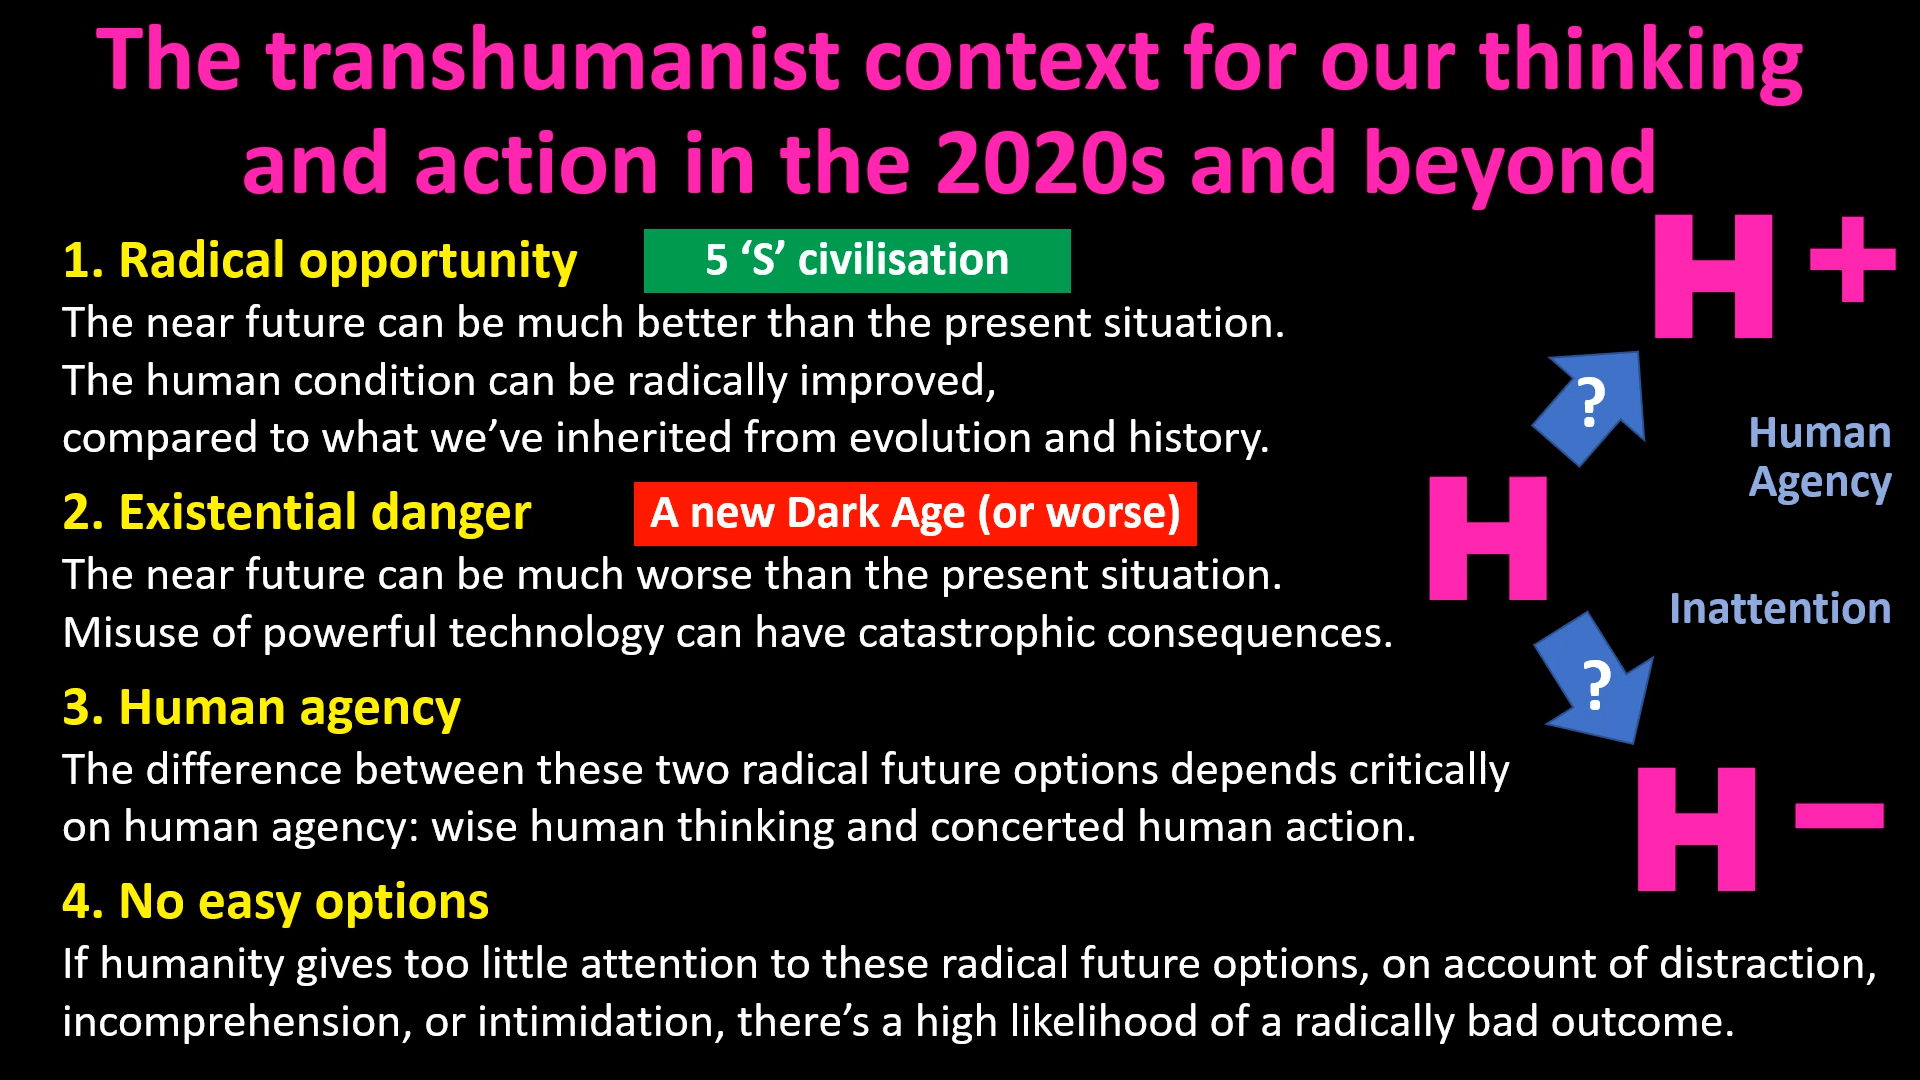 The transhumanist context for our thinking
and action in the 2020s and beyond
1. Radical opportunity
5 ‘S’ civilisation
The near future can be much better than the present situation.
The human condition can be radically improved,
compared to what we’ve inherited from evolution and history.
2. Existential danger
A new Dark Age (or worse)
The near future can be much worse than the present situation.
Misuse of powerful technology can have catastrophic consequences.
3. Human agency
The difference between these two radical future options depends critically
on human agency: wise human thinking and concerted human action.
4. No easy options
If humanity gives too little attention to these radical future options, on account of distraction,
incomprehension, or intimidation, there’s a high likelihood of a radically bad outcome.
H +
?
Human
Agency
H
Inattention
?
H −